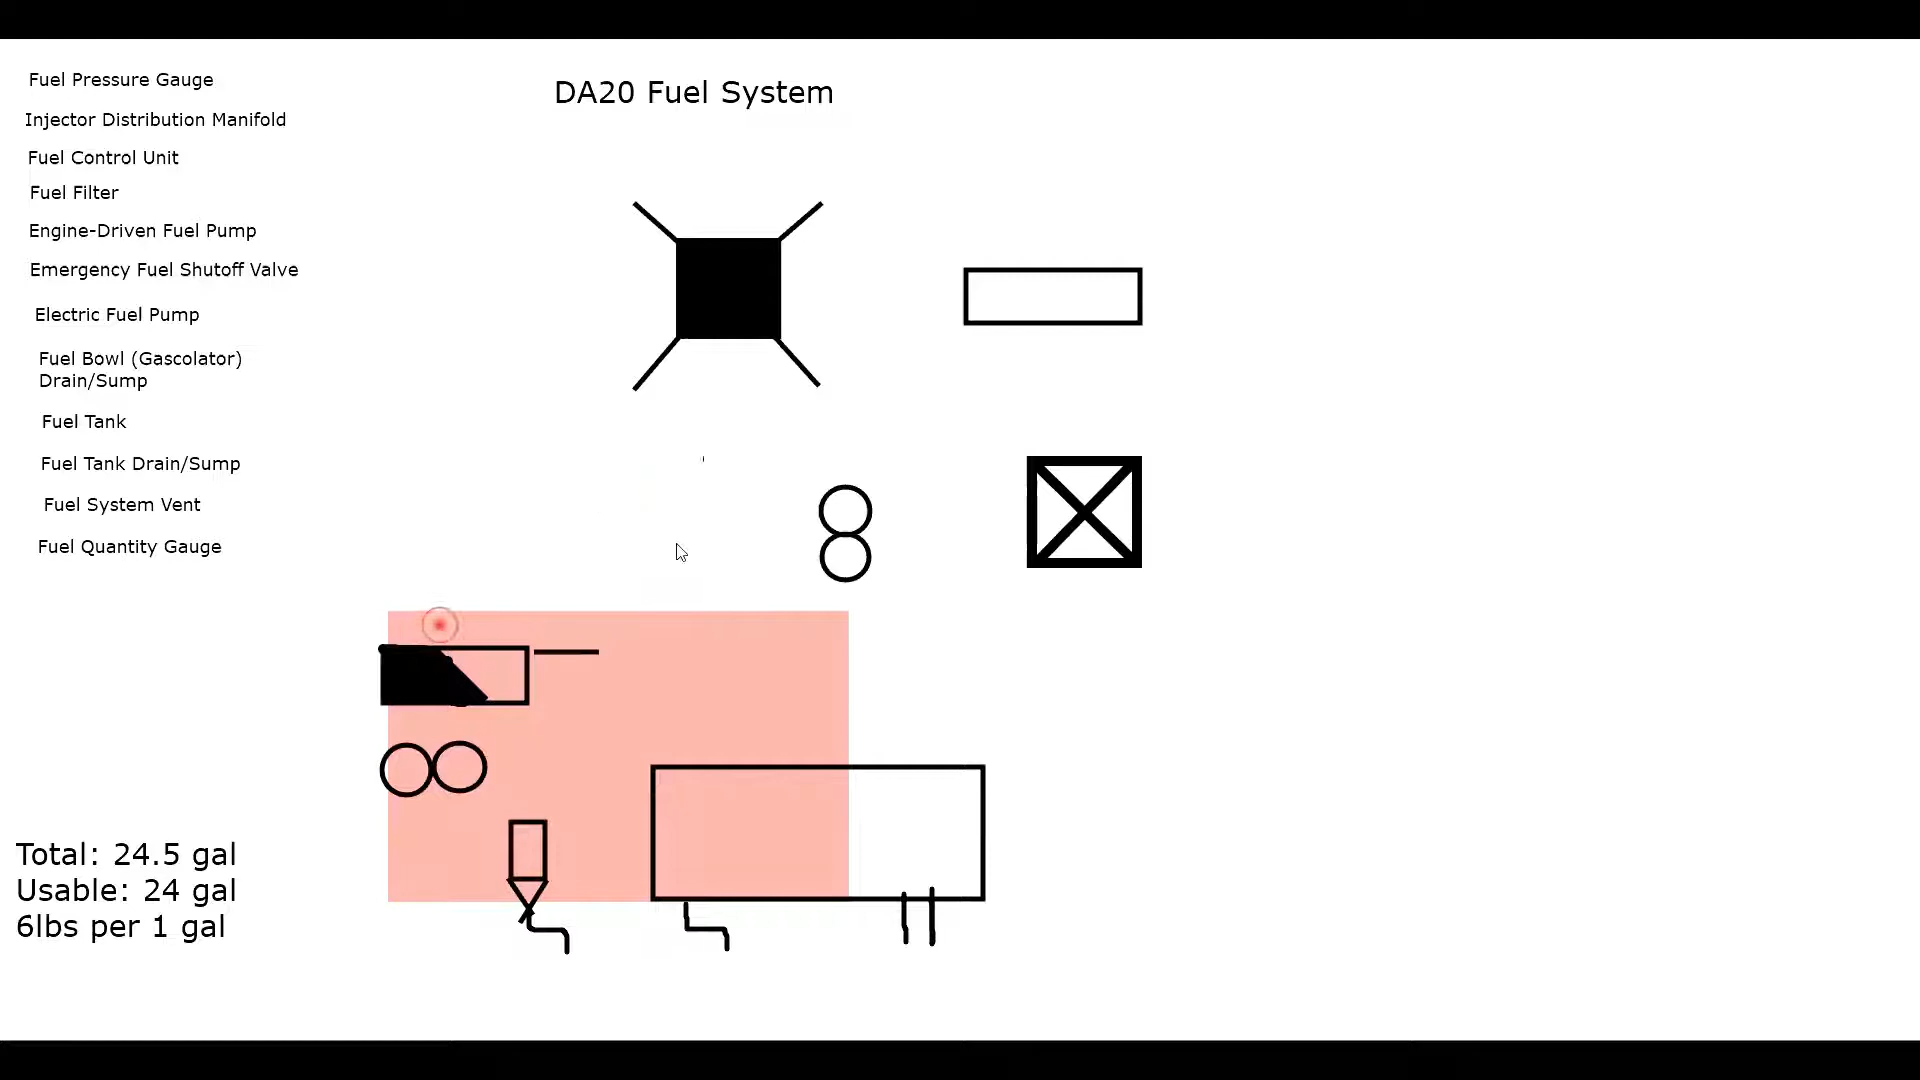 DA20 Fuel System
Fuel Pressure Gauge
Injector Distribution Manifold
Fuel Control Unit
Fuel Filter
Engine-Driven Fuel Pump
Emergency Fuel Shutoff Valve
Electric Fuel Pump
Fuel Bowl (Gascolator)
Drain/Sump
Fuel Tank
Fuel Tank Drain/Sump
Fuel System Vent
Fuel Quantity Gauge
Total: 24.5 gal
Usable: 24 gal
6lbs per 1 gal